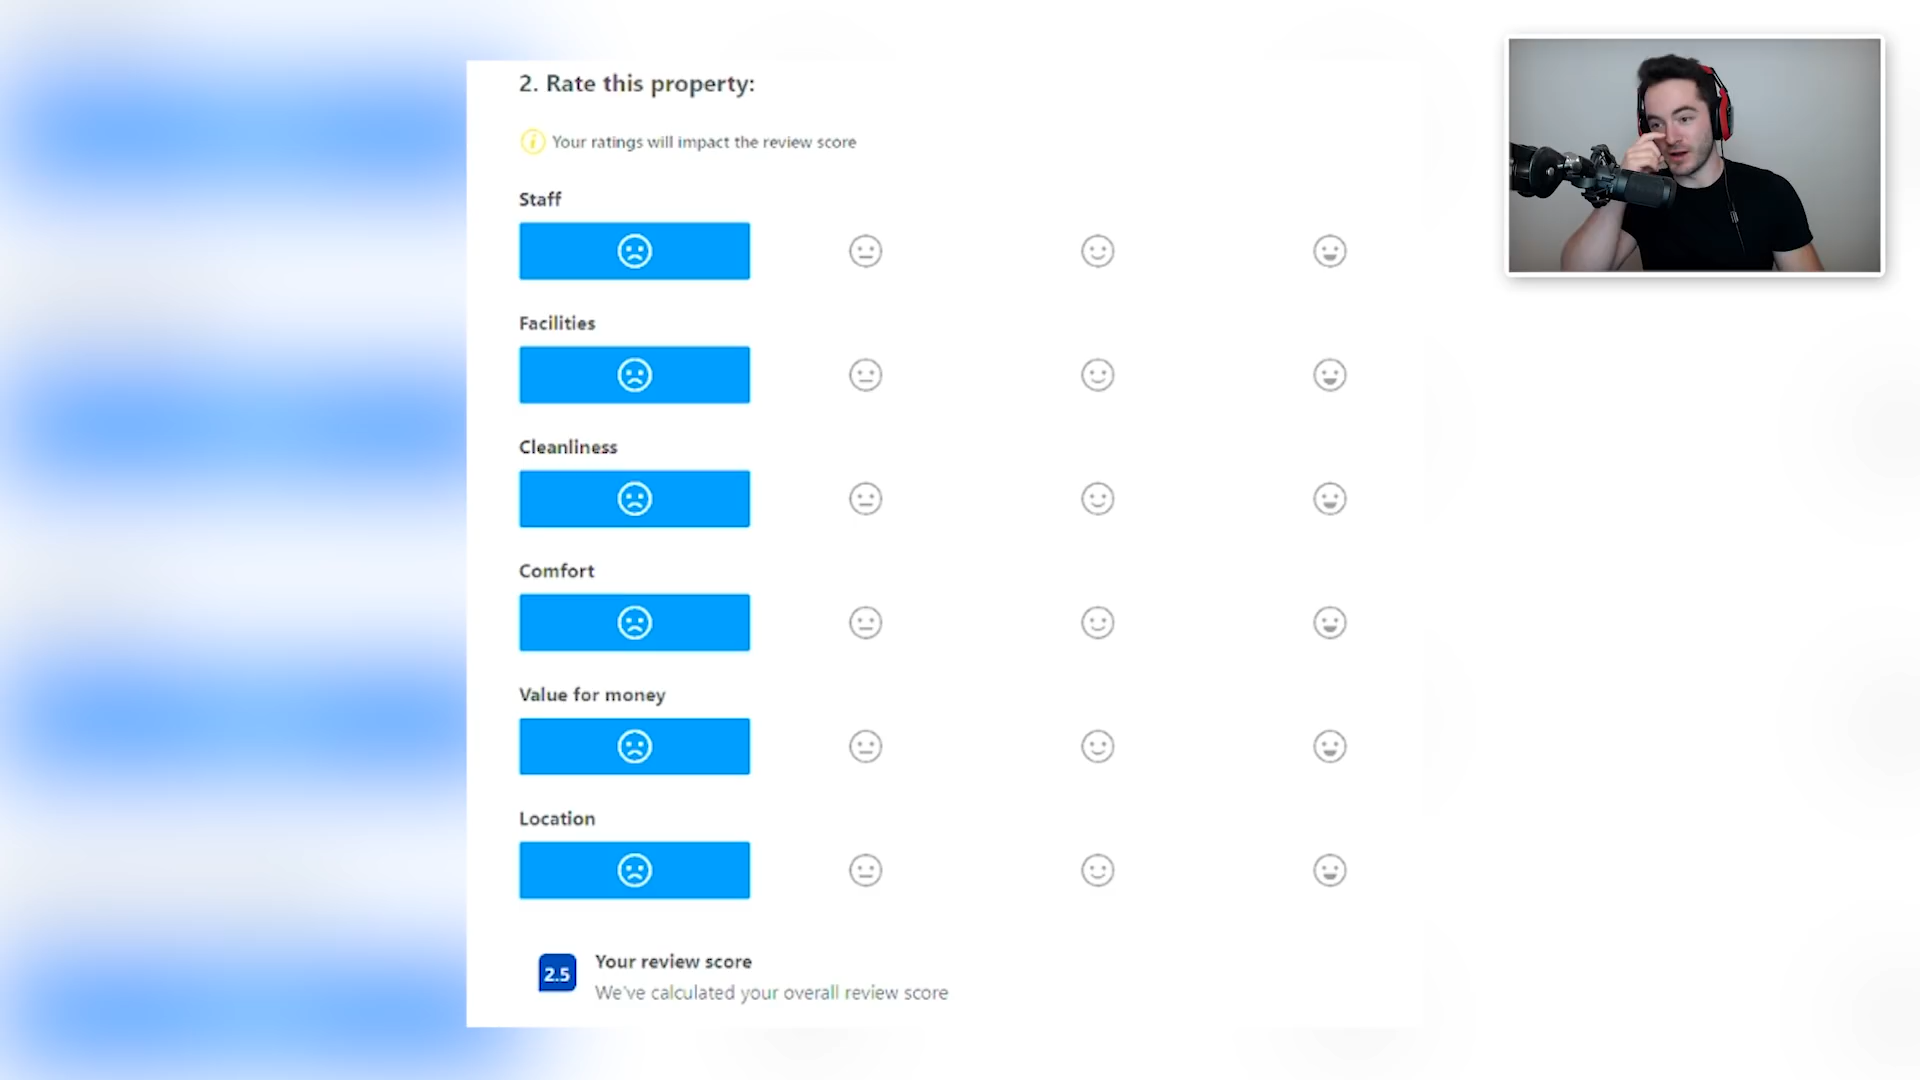 2. Rate this property:
Your ratings will impact the review score
Staff
Facilities
Cleanliness
Comfort
Value for money
Location
2.5
Your review score
We've calculated your overall review score